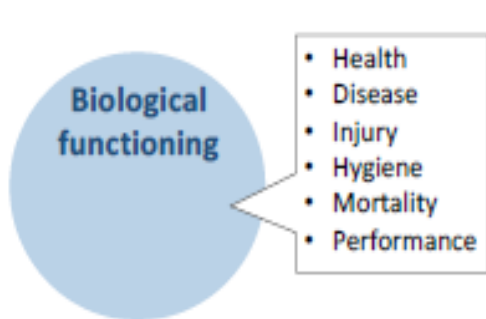 Biological
functioning
• Health
• Disease
• Injury
• Hygiene
• Mortality
• Performance